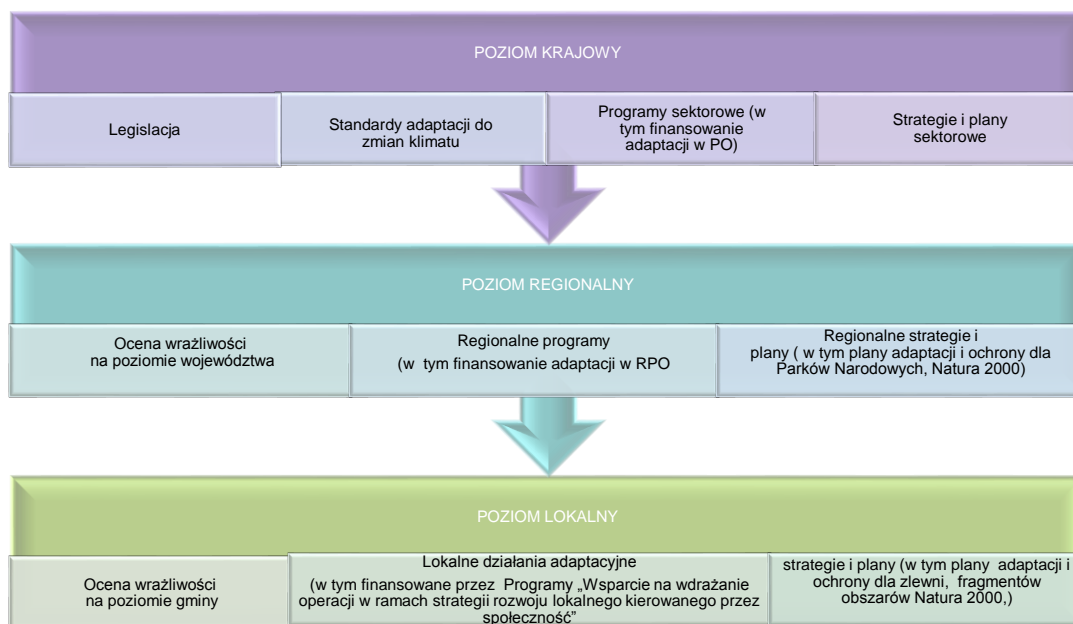 POZIOM KRAJOWY
Legislacja
Standardy adaptacji do
zmian klimatu
Programy sektorowe (w
tym finansowanie
adaptacji w PO)
Strategie i plany
sektorowe
POZIOM REGIONALNY
Ocena wrażliwości
na poziomie województwa
Regionalne programy
(w tym finansowanie adaptacji w RPO
Regionalne strategie i
plany ( w tym plany adaptacji i ochrony dla
Parków Narodowych, Natura 2000)
POZIOM LOKALNY
Ocena wrażliwości
na poziomie gminy
Lokalne działania adaptacyjne
(w tym finansowane przez Programy „Wsparcie na wdrażanie
operacji w ramach strategii rozwoju lokalnego kierowanego przez
społeczność”
strategie i plany (w tym plany adaptacji i
ochrony dla zlewni, fragmentów
obszarów Natura 2000,)